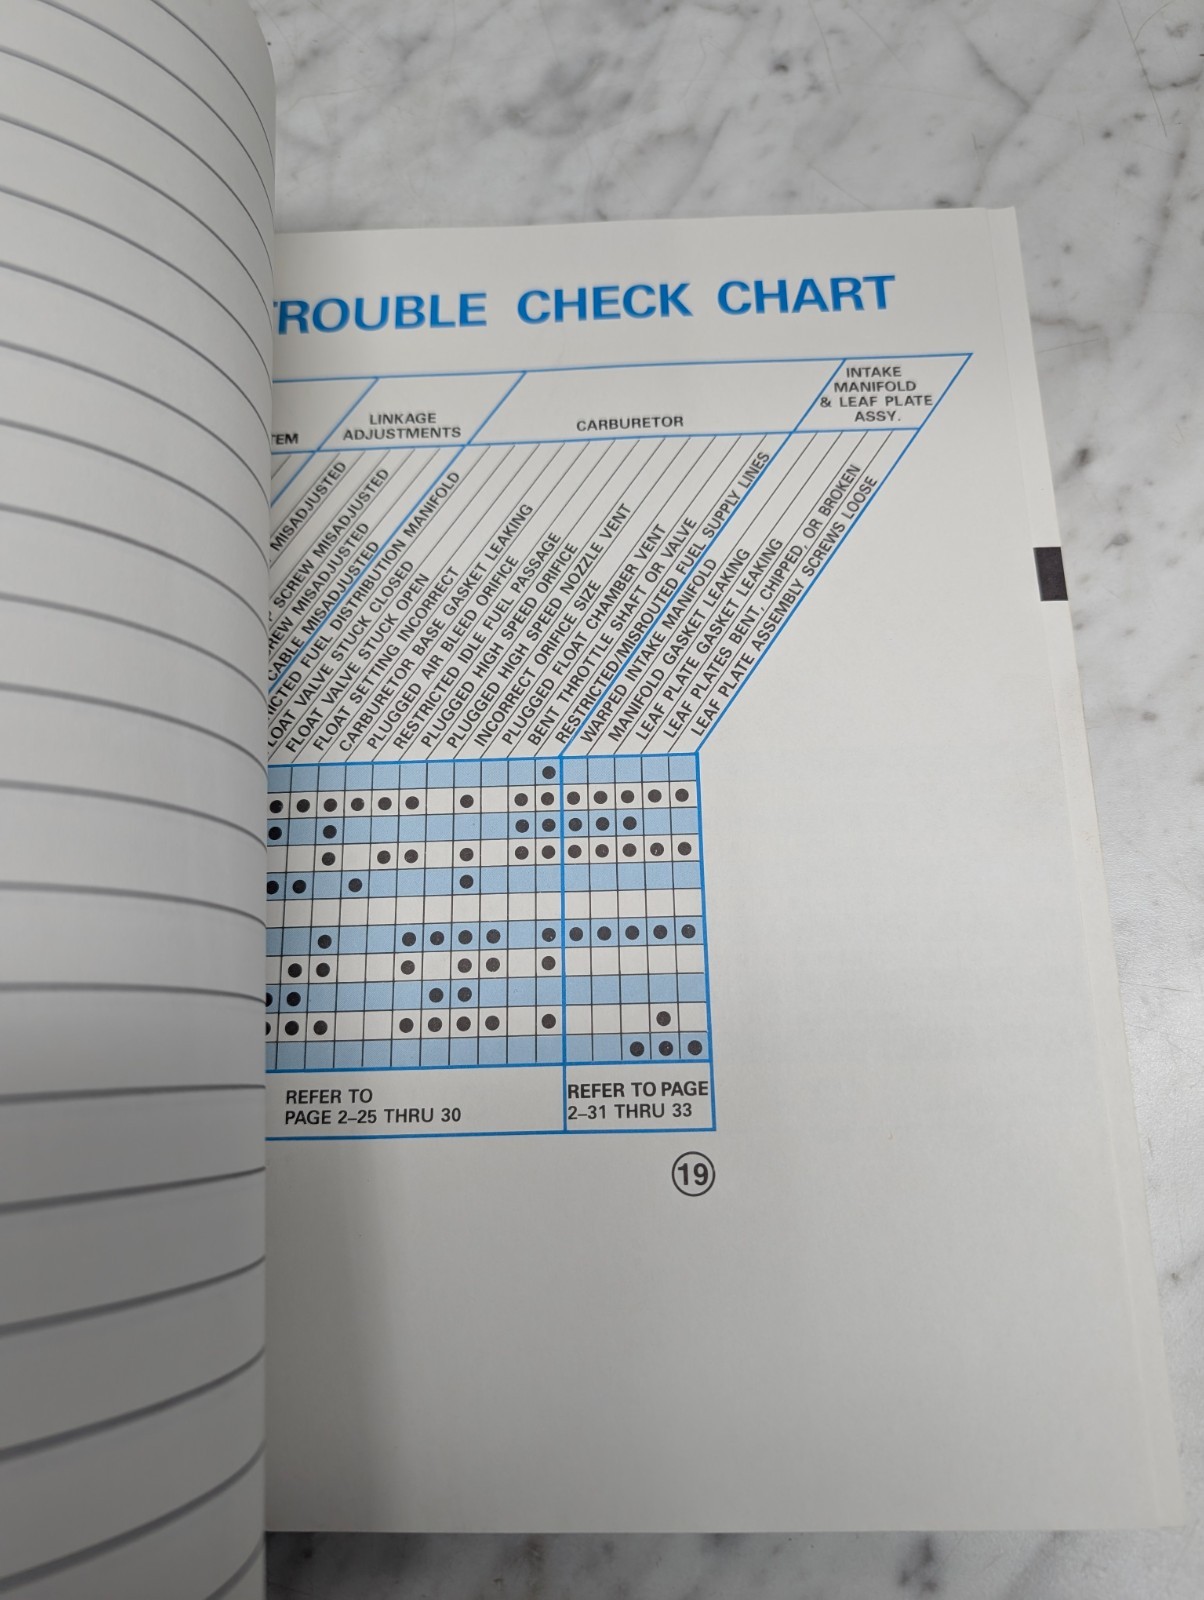 TROUBLE CHECK CHART
LINKAGE
ADJUSTMENTS
CARBURETOR
INTAKE
MANIFOLD
& LEAF PLATE
ASSY.
MISADJUSTED
SCREW MISADJUSTED
MISADJUSTED
CABLE MISADJUSTED
FUEL DISTRIBUTION MANIFOLD
FLOAT VALVE STUCK CLOSED
FLOAT VALVE STUCK OPEN
FLOAT SETTING INCORRECT
CARBURETOR BASE GASKET LEAKING
PLUGGED AIR BLEED ORIFICE
RESTRICTED IDLE FUEL PASSAGE
PLUGGED HIGH SPEED ORIFICE
PLUGGED HIGH SPEED NOZZLE VENT
INCORRECT ORIFICE SIZE
PLUGGED FLOAT CHAMBER VENT
BENT THROTTLE SHAFT OR VALVE
RESTRICTED/MISROUTED FUEL SUPPLY LINES
WARPED INTAKE MANIFOLD
MANIFOLD GASKET LEAKING
LEAF PLATE GASKET LEAKING
LEAF PLATES BENT, CHIPPED, OR BROKEN
LEAF PLATE ASSEMBLY SCREWS LOOSE
REFER TO
PAGE 2–25 THRU 30
REFER TO PAGE
2–31 THRU 33
19